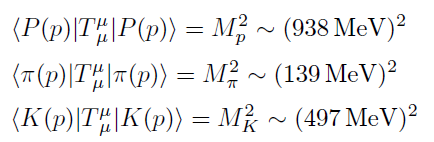 ⟨P(p)|T^μ_μ|P(p)⟩ = M_p^2 ∼ (938 MeV)^2
⟨π(p)|T^μ_μ|π(p)⟩ = M_π^2 ∼ (139 MeV)^2
⟨K(p)|T^μ_μ|K(p)⟩ = M_K^2 ∼ (497 MeV)^2